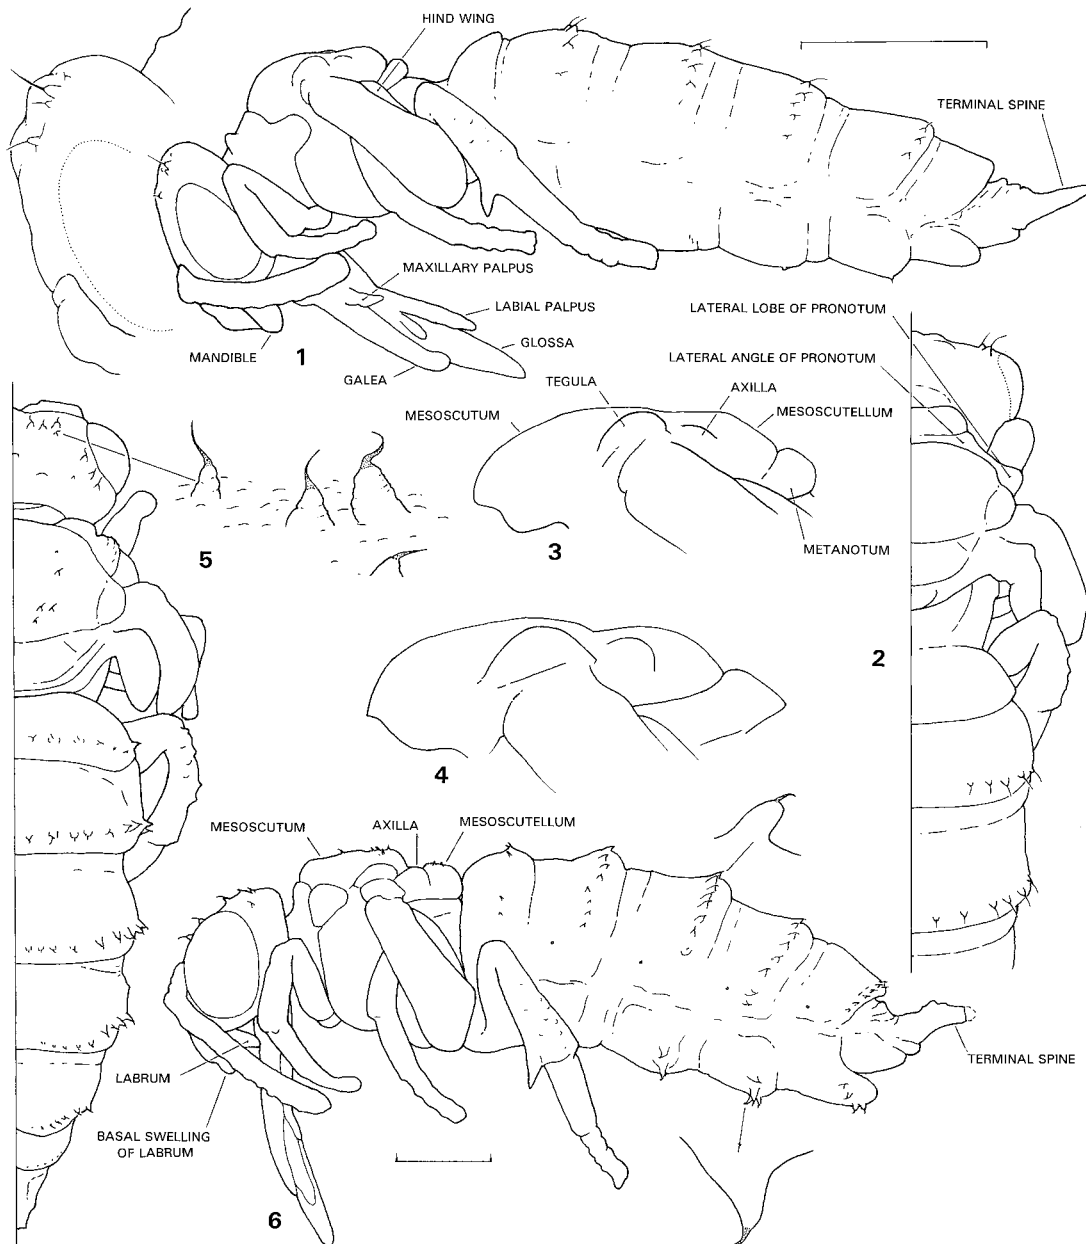 HIND WING
TERMINAL SPINE
MAXILLARY PALPUS
LABIAL PALPUS
LATERAL LOBE OF PRONOTUM
MANDIBLE
1
GLOSSA
LATERAL ANGLE OF PRONOTUM
GALEA
TEGULA
AXILLA
MESOSCUTUM
MESOSCUTELLUM
5
3
METANOTUM
2
4
MESOSCUTUM
AXILLA
MESOSCUTELLUM
LABRUM
TERMINAL SPINE
BASAL SWELLING
OF LABRUM
6